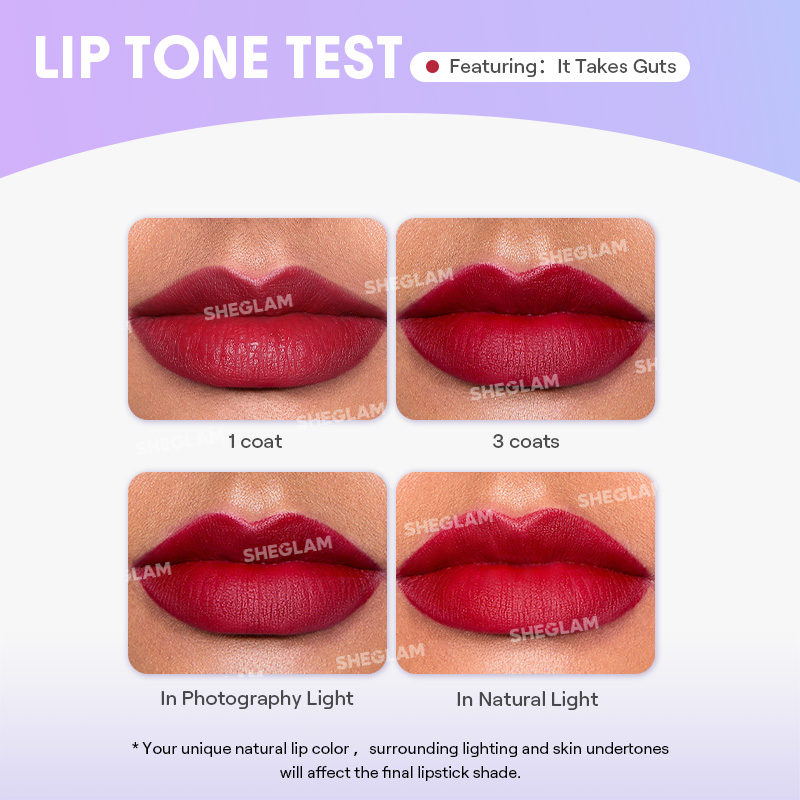 LIP TONE TEST
Featuring： It Takes Guts
SHEGLAM
SHEGLAM
SHEGLAM
SHEGLAM
SHEGLAM
SHEGLAM
1 coat
3 coats
SHEGLAM
SHEGLAM
SHEGLAM
SHEGLAM
SHEGLAM
In Photography Light
In Natural Light
* Your unique natural lip color ， surrounding lighting and skin undertones
will affect the final lipstick shade.